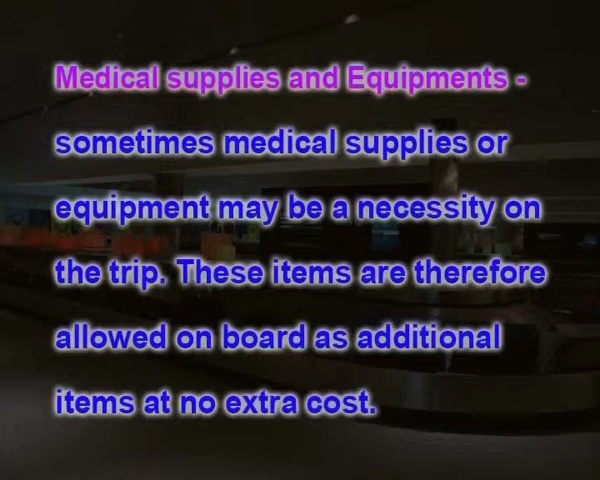 Medical supplies and Equipments -
sometimes medical supplies or
equipment may be a necessity on
the trip. These items are therefore
allowed on board as additional
items at no extra cost.